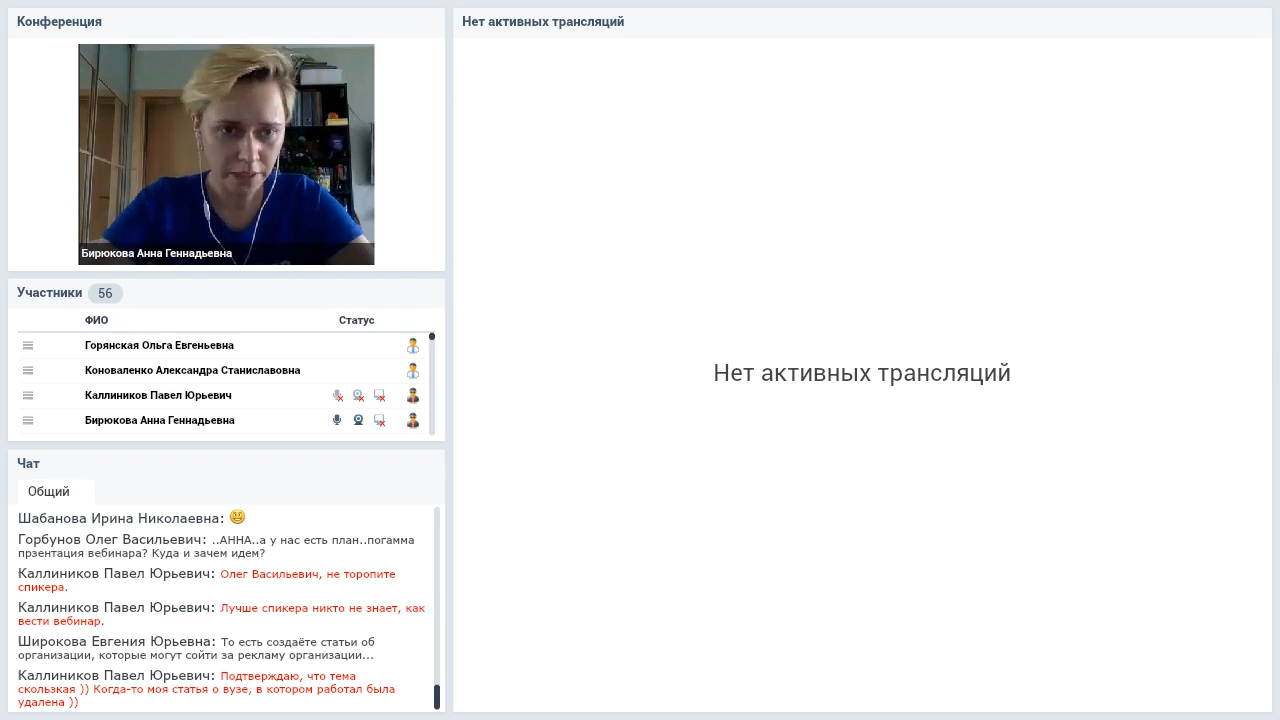 Конференция
Бирюкова Анна Геннадьевна
Участники 56
ФИО Статус
Горянская Ольга Евгеньевна
Коноваленко Александра Станиславовна
Каллиников Павел Юрьевич
Бирюкова Анна Геннадьевна
Чат
Общий
Шабанова Ирина Николаевна:
Горбунов Олег Васильевич: ..АННА..а у нас есть план..погамма
прзентация вебинара? Куда и зачем идем?
Каллиников Павел Юрьевич: Олег Васильевич, не торопите
спикера.
Каллиников Павел Юрьевич: Лучше спикера никто не знает, как
вести вебинар.
Широкова Евгения Юрьевна: То есть создаёте статьи об
организации, которые могут сойти за рекламу организации...
Каллиников Павел Юрьевич: Подтверждаю, что тема
скользкая )) Когда-то моя статья о вузе, в котором работал была
удалена ))
Нет активных трансляций
Нет активных трансляций